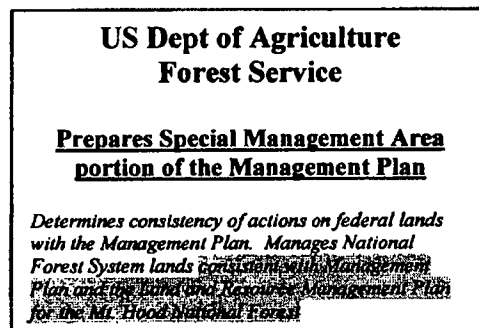 US Dept of Agriculture
Forest Service
Prepares Special Management Area
portion of the Management Plan
Determines consistency of actions on federal lands
with the Management Plan. Manages National
Forest System lands consistent with Management
Plan and the Land and Resource Management Plan
for the Mt. Hood National Forest